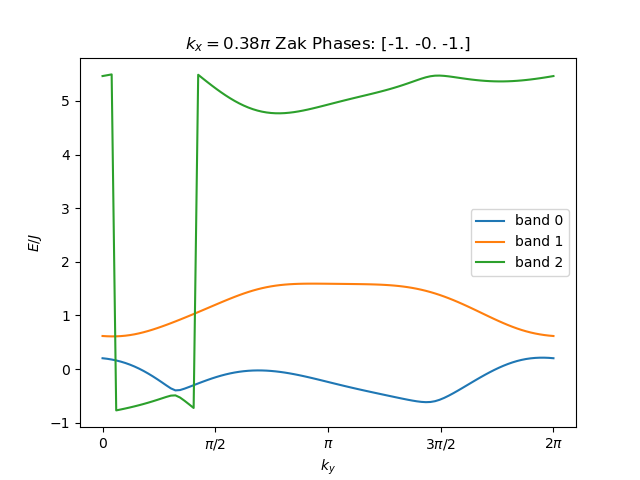 $k_x = 0.38\pi$ Zak Phases: [-1. -0. -1.]
E/J
5
4
3
2
1
0
−1
band 0
band 1
band 2
0
π/2
π
3π/2
2π
$k_y$